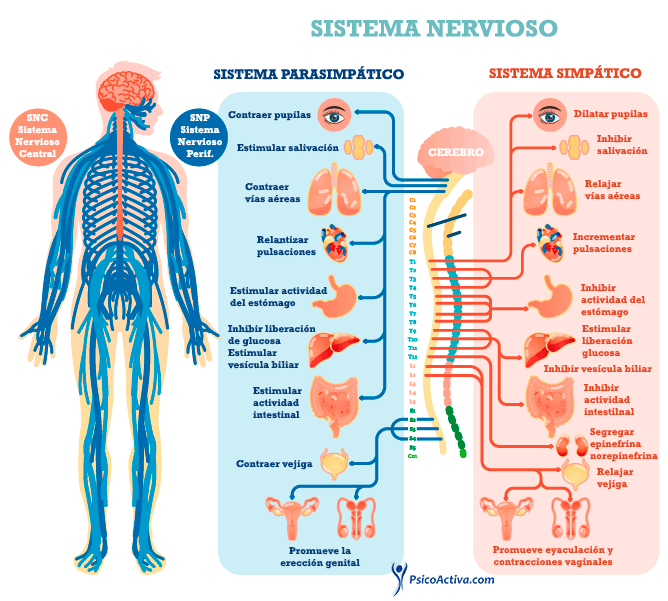 SISTEMA NERVIOSO
SISTEMA PARASIMPÁTICO
SISTEMA SIMPÁTICO
SNC
Sistema
Nervioso
Central
SNP
Sistema
Nervioso
Perif.
Contraer pupilas
Estimular salivación
Contraer
vías aéreas
Relantizar
pulsaciones
Estimular actividad
del estómago
Inhibir liberación
de glucosa
Estimular
vesícula biliar
Estimular
actividad
intestinal
Contraer vejiga
Promueve la
erección genital
CEREBRO
C1
C2
C3
C4
C5
C6
C7
C8
T1
T2
T3
T4
T5
T6
T7
T8
T9
T10
T11
T12
L1
L2
L3
L4
L5
S1
S2
S3
S4
S5
Co1
Dilatar pupilas
Inhibir
salivación
Relajar
vías aéreas
Incrementar
pulsaciones
Inhibir
actividad del
estómago
Estimular
liberación
glucosa
Inhibir vesícula biliar
Inhibir
actividad
intestilnal
Segregar
epinefrina
norepinefrina
Relajar
vejiga
Promueve eyaculación y
contracciones vaginales
PsicoActiva.com